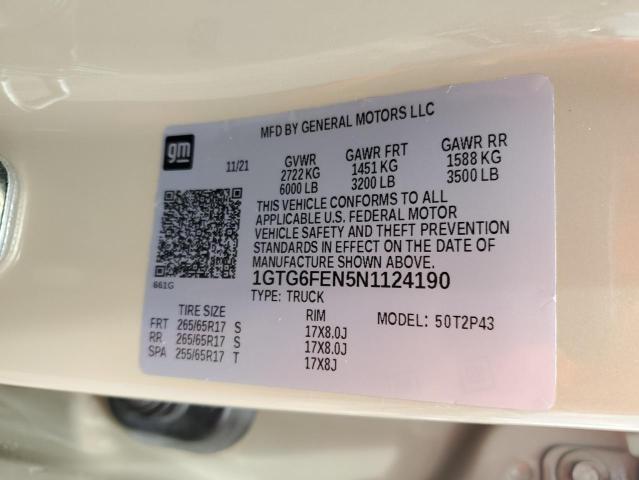 MFD BY GENERAL MOTORS LLC
gm
11/21
GVWR GAWR FRT GAWR RR
2722 KG 1451 KG 1588 KG
6000 LB 3200 LB 3500 LB
THIS VEHICLE CONFORMS TO ALL
APPLICABLE U.S. FEDERAL MOTOR
VEHICLE SAFETY AND THEFT PREVENTION
STANDARDS IN EFFECT ON THE DATE OF
MANUFACTURE SHOWN ABOVE.
661G
1GTG6FEN5N1124190
TYPE: TRUCK
TIRE SIZE RIM
FRT 265/65R17 S 17X8.0J MODEL: 50T2P43
RR 265/65R17 S 17X8.0J
SPA 255/65R17 T 17X8J